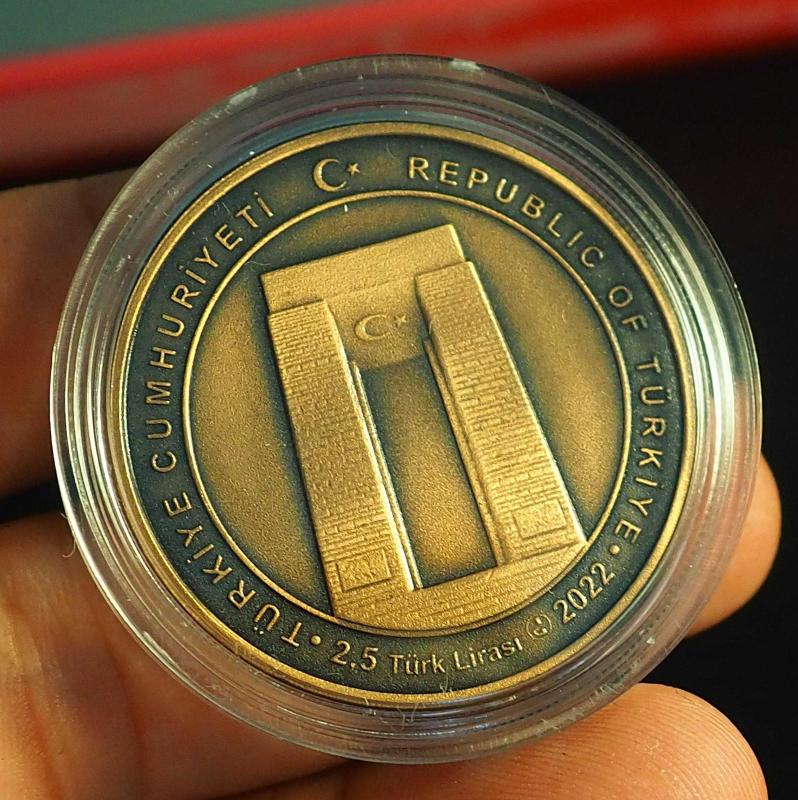 TÜRKİYE CUMHURİYETİ
REPUBLIC OF TÜRKİYE
2,5 Türk Lirası
2022